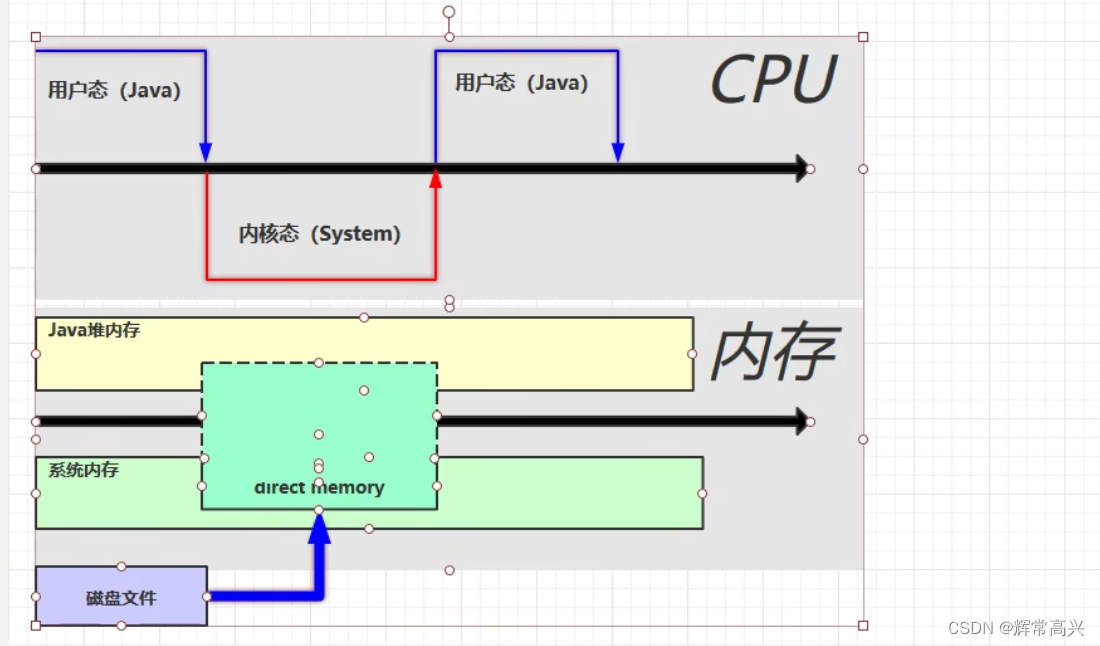 CPU
用户态（Java）
用户态（Java）
内核态（System）
Java堆内存
内存
系统内存
direct memory
磁盘文件
CSDN @辉常高兴